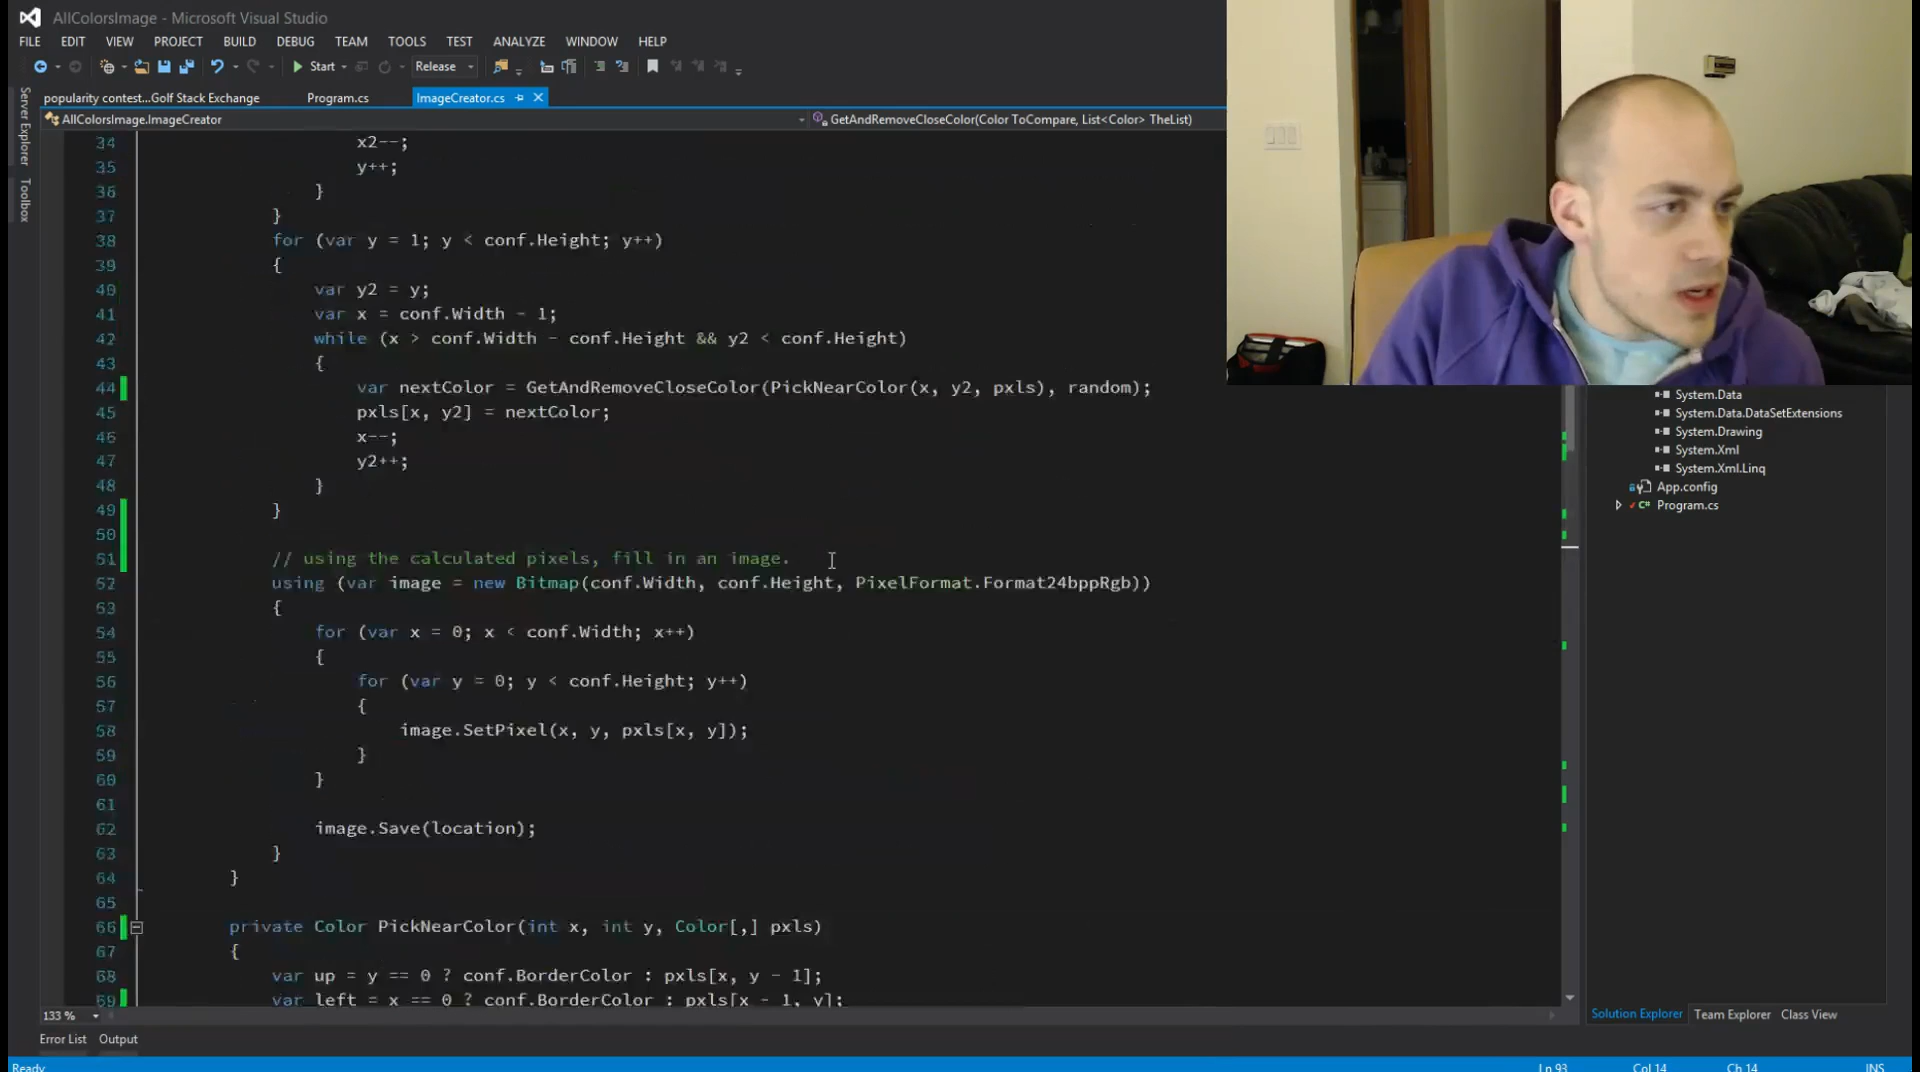 AllColorsImage - Microsoft Visual Studio
FILE EDIT VIEW PROJECT BUILD DEBUG TEAM TOOLS TEST ANALYZE WINDOW HELP
Start Release
popularity contest...Golf Stack Exchange Program.cs ImageCreator.cs
AllColorsImage.ImageCreator GetAndRemoveCloseColor(Color ToCompare, List<Color> TheList)
Server Explorer
Toolbox
34 x2--;
35 y++;
36 }
37 }
38 for (var y = 1; y < conf.Height; y++)
39 {
40 var y2 = y;
41 var x = conf.Width - 1;
42 while (x > conf.Width - conf.Height && y2 < conf.Height)
43 {
44 var nextColor = GetAndRemoveCloseColor(PickNearColor(x, y2, pxls), random);
45 pxls[x, y2] = nextColor;
46 x--;
47 y2++;
48 }
49 }
50
51 // using the calculated pixels, fill in an image.
52 using (var image = new Bitmap(conf.Width, conf.Height, PixelFormat.Format24bppRgb))
53 {
54 for (var x = 0; x < conf.Width; x++)
55 {
56 for (var y = 0; y < conf.Height; y++)
57 {
58 image.SetPixel(x, y, pxls[x, y]);
59 }
60 }
61
62 image.Save(location);
63 }
64 }
65
66 private Color PickNearColor(int x, int y, Color[,] pxls)
67 {
68 var up = y == 0 ? conf.BorderColor : pxls[x, y - 1];
69 var left = x == 0 ? conf.BorderColor : pxls[x - 1, y];
System.Data
System.Data.DataSetExtensions
System.Drawing
System.Xml
System.Xml.Linq
App.config
C# Program.cs
133 %
Solution Explorer Team Explorer Class View
Error List Output
Ready Ln 93 Col 14 Ch 14 INS